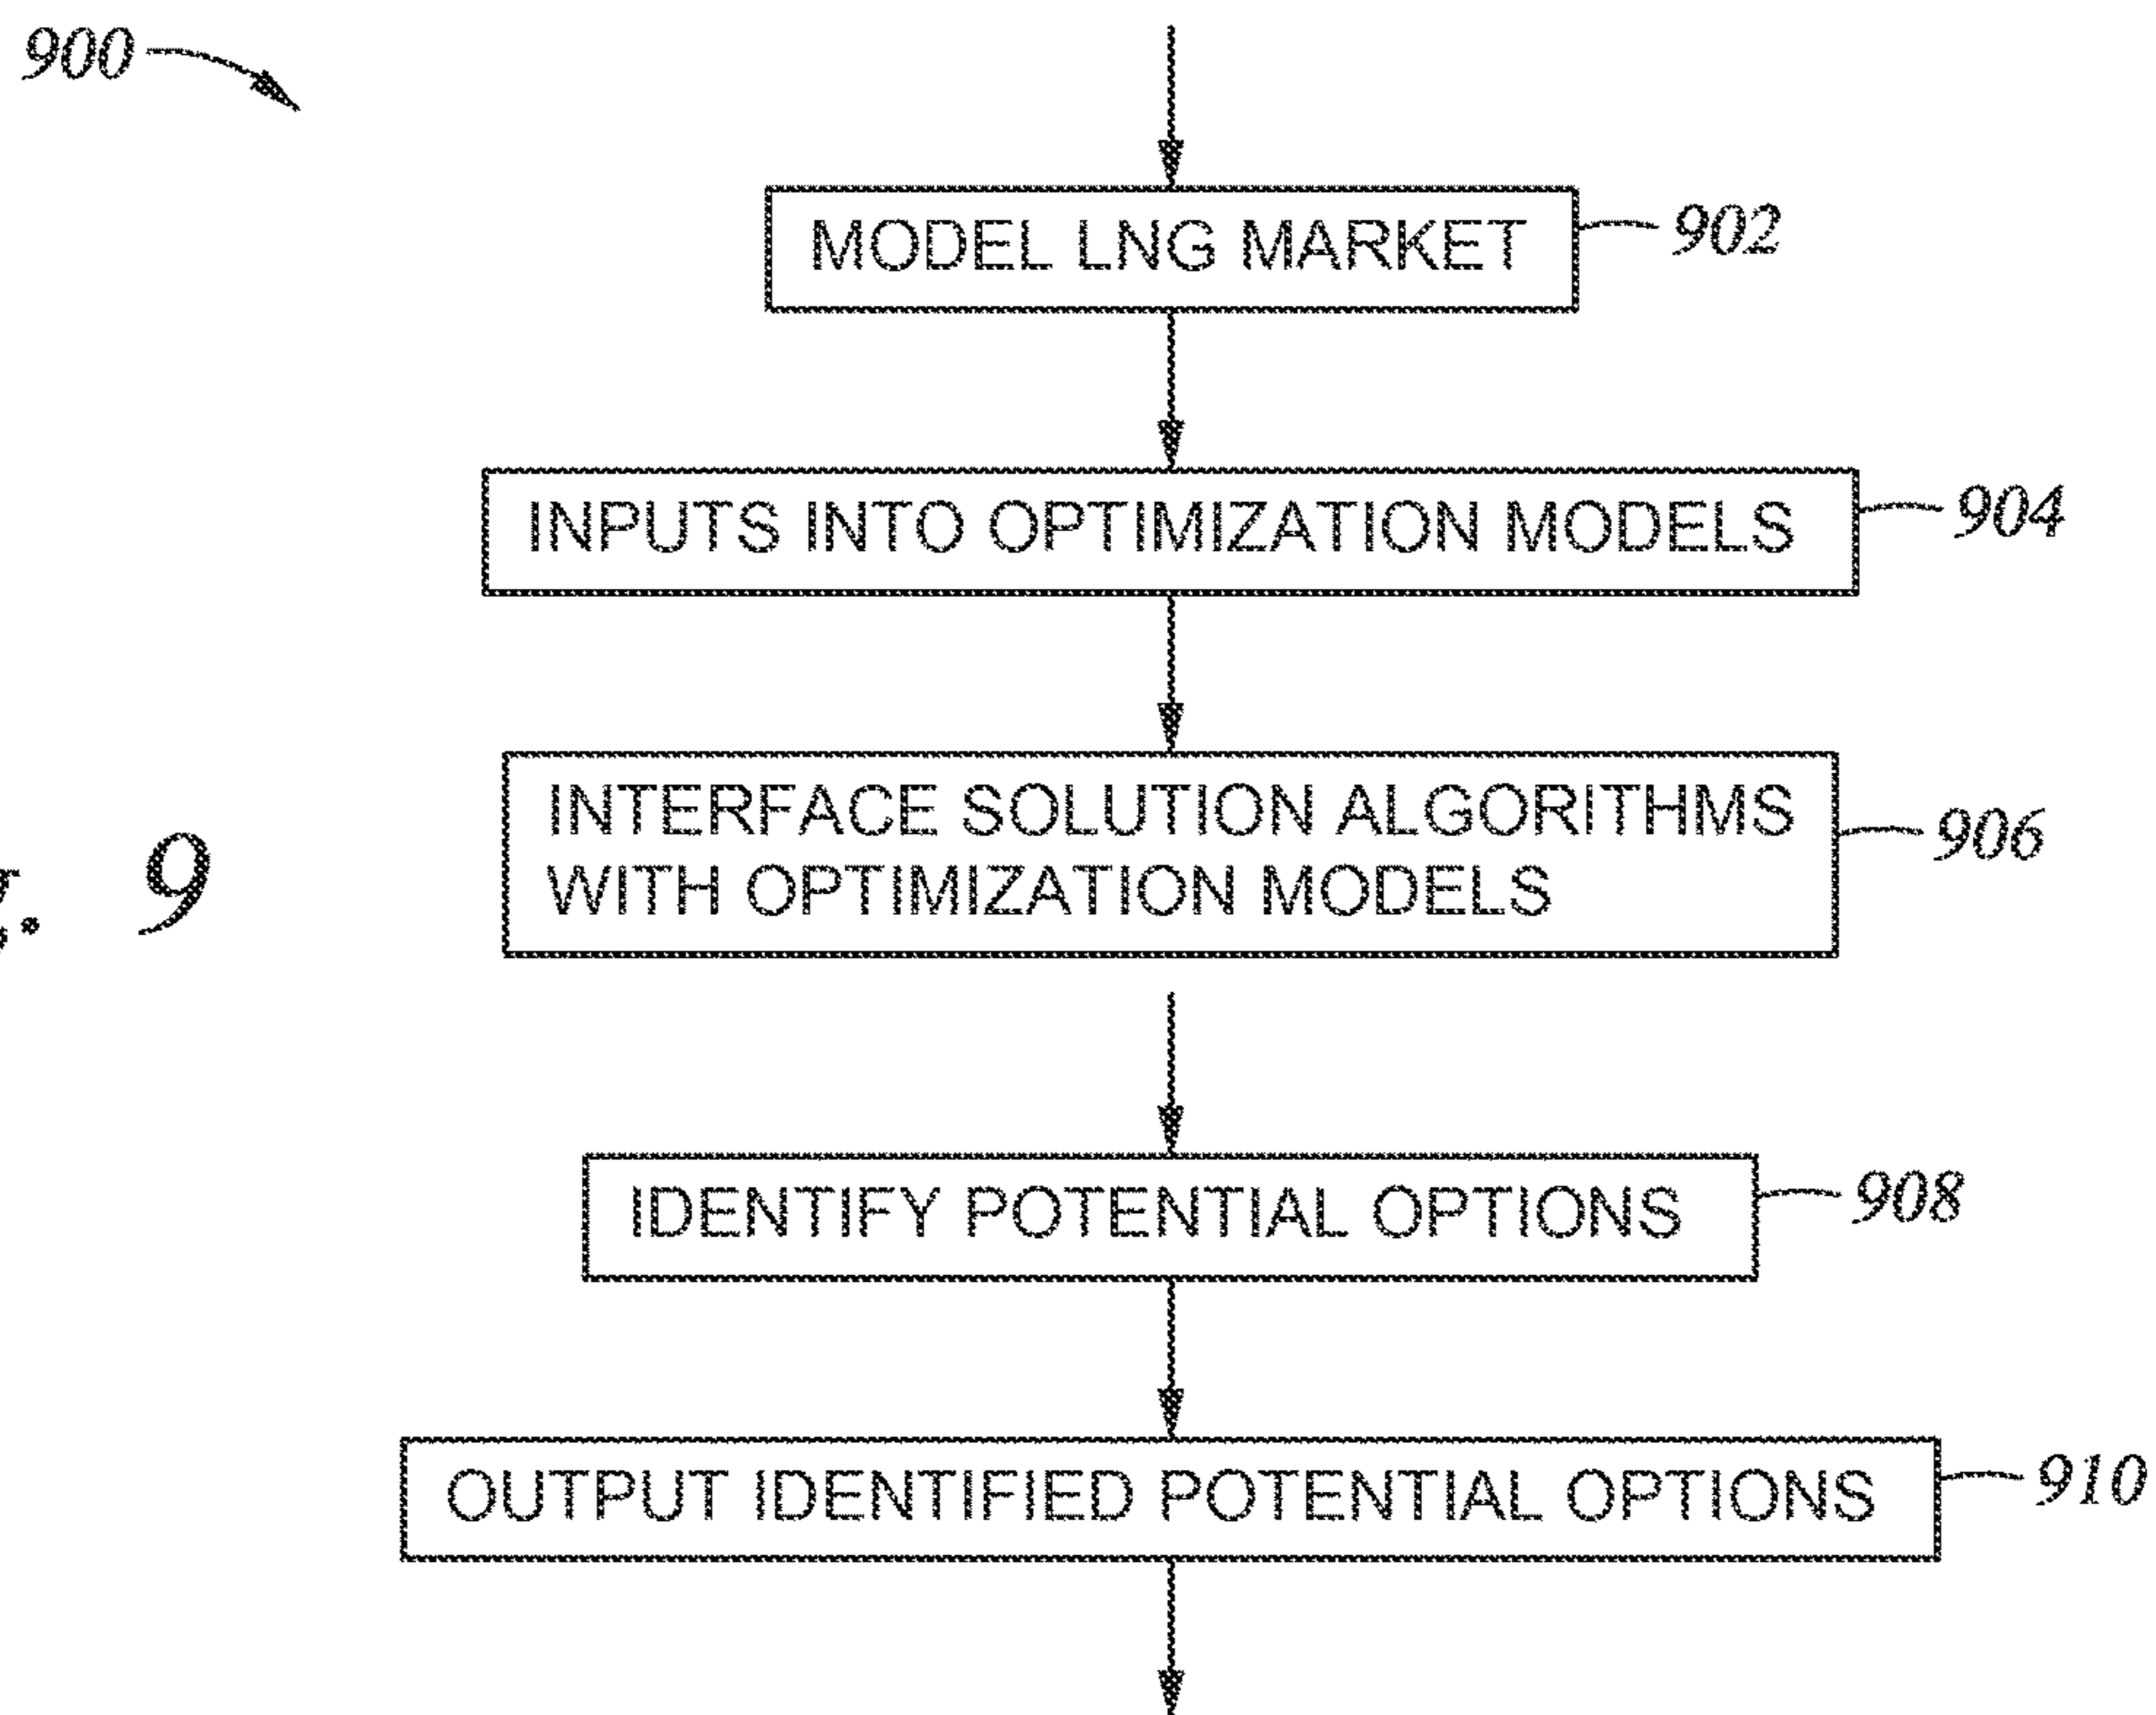 900
MODEL LNG MARKET
902
INPUTS INTO OPTIMIZATION MODELS
904
INTERFACE SOLUTION ALGORITHMS
WITH OPTIMIZATION MODELS
906
9
IDENTIFY POTENTIAL OPTIONS
908
OUTPUT IDENTIFIED POTENTIAL OPTIONS
910